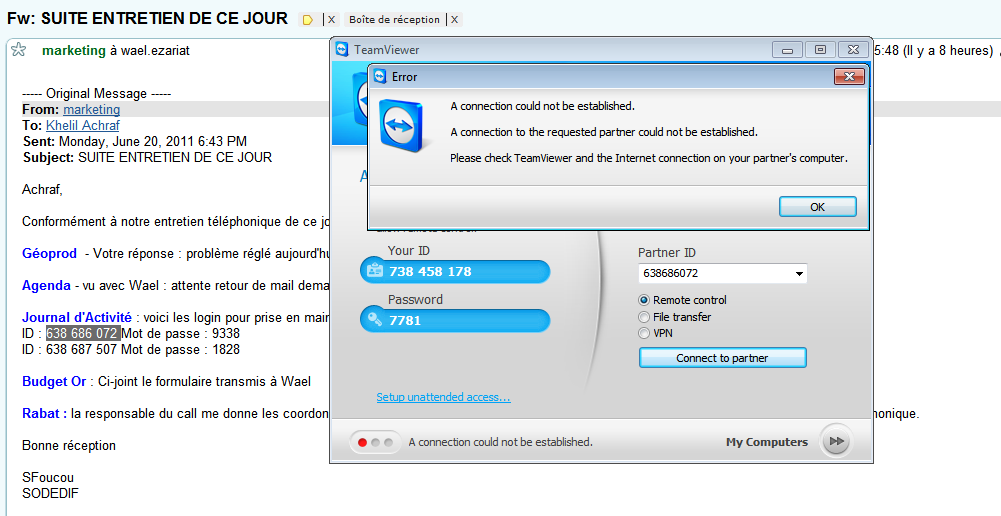 Fw: SUITE ENTRETIEN DE CE JOUR | X Boîte de réception | X
marketing à wael.ezariat
5:48 (Il y a 8 heures)
----- Original Message -----
From: marketing
To: Khelil Achraf
Sent: Monday, June 20, 2011 6:43 PM
Subject: SUITE ENTRETIEN DE CE JOUR
Achraf,
Conformément à notre entretien téléphonique de ce jo
Géoprod - Votre réponse : problème réglé aujourd'hu
Agenda - vu avec Wael : attente retour de mail dema
Journal d'Activité : voici les login pour prise en main
ID : 638 686 072 Mot de passe : 9338
ID : 638 687 507 Mot de passe : 1828
Budget Or : Ci-joint le formulaire transmis à Wael
Rabat : la responsable du call me donne les coordon
honique.
Bonne réception
SFoucou
SODEDIF
TeamViewer
Error
A connection could not be established.
A connection to the requested partner could not be established.
Please check TeamViewer and the Internet connection on your partner's computer.
OK
Your ID
738 458 178
Password
7781
Setup unattended access...
Partner ID
638686072
Remote control
File transfer
VPN
Connect to partner
A connection could not be established.
My Computers